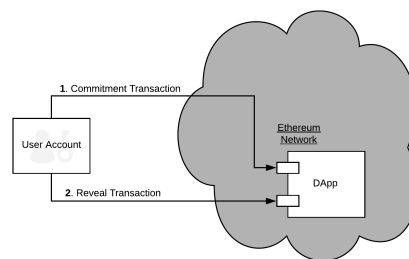 1. Commitment Transaction
Ethereum
Network
User Account
DApp
2. Reveal Transaction